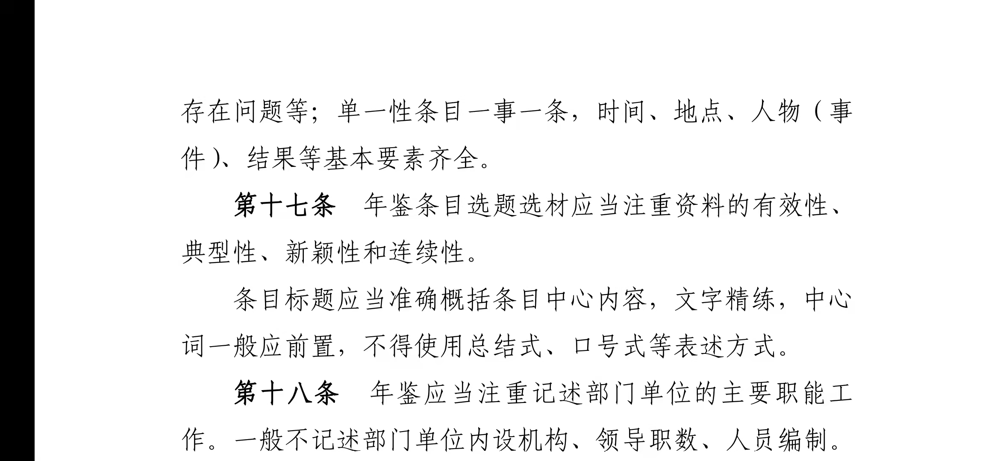 存在问题等；单一性条目一事一条，时间、地点、人物（事
件）、结果等基本要素齐全。
第十七条　年鉴条目选题选材应当注重资料的有效性、
典型性、新颖性和连续性。
条目标题应当准确概括条目中心内容，文字精练，中心
词一般应前置，不得使用总结式、口号式等表述方式。
第十八条　年鉴应当注重记述部门单位的主要职能工
作。一般不记述部门单位内设机构、领导职数、人员编制。